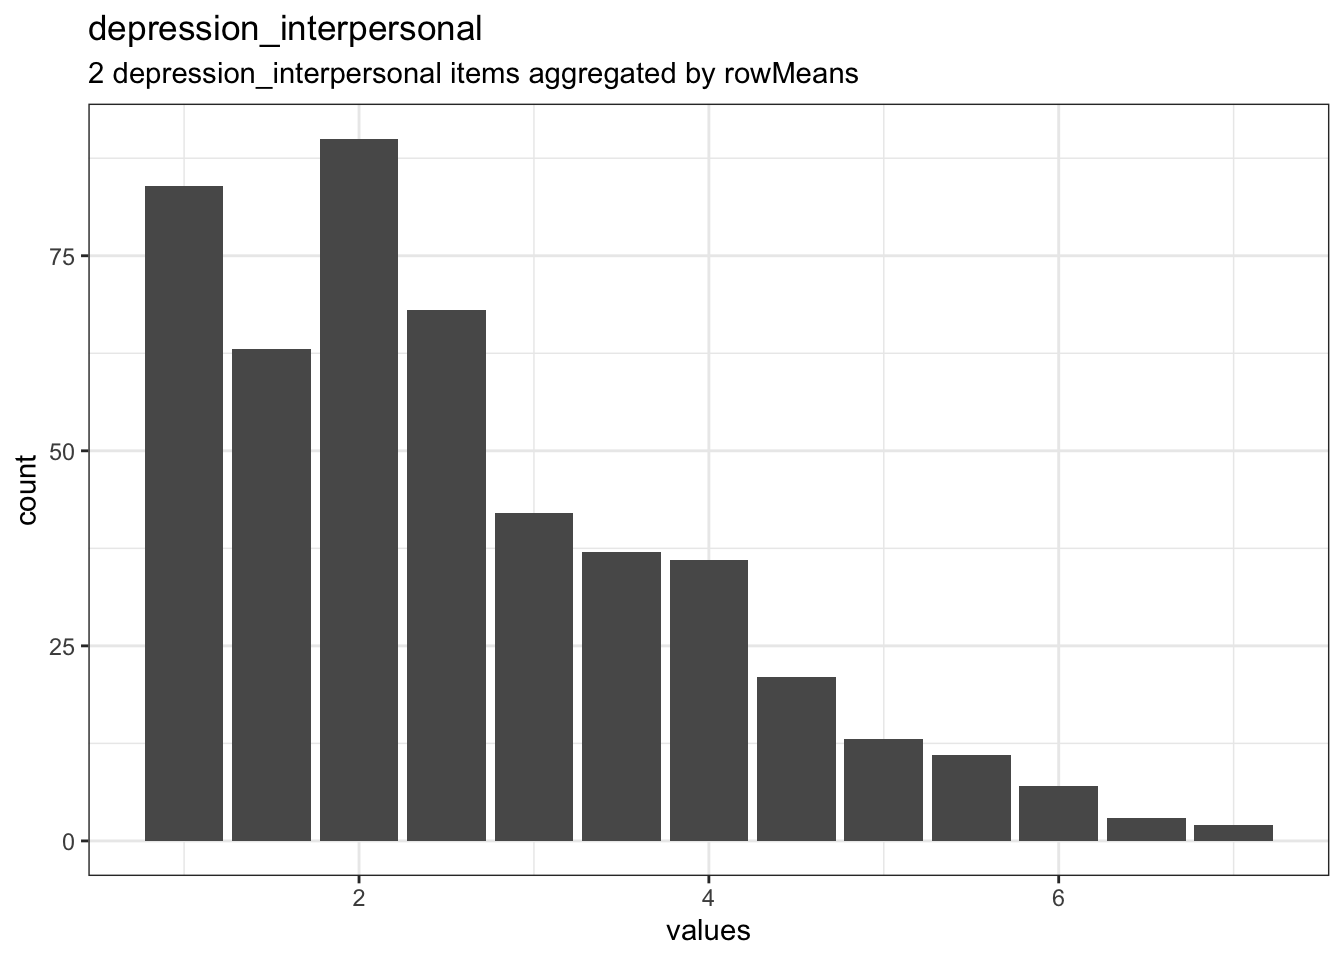 depression_interpersonal
2 depression_interpersonal items aggregated by rowMeans
75
50
25
0
count
2
4
6
values